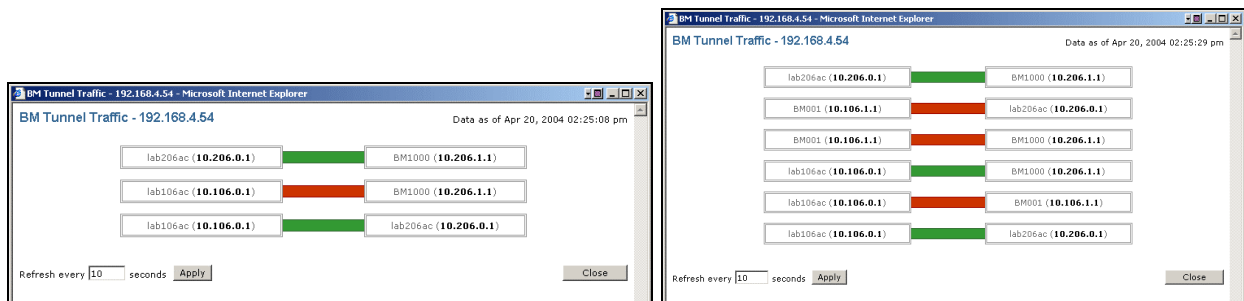 BM Tunnel Traffic - 192.168.4.54 - Microsoft Internet Explorer
BM Tunnel Traffic - 192.168.4.54
Data as of Apr 20, 2004 02:25:08 pm
lab206ac (10.206.0.1) BM1000 (10.206.1.1)
lab106ac (10.106.0.1) BM1000 (10.206.1.1)
lab106ac (10.106.0.1) lab206ac (10.206.0.1)
Refresh every 10 seconds Apply Close
BM Tunnel Traffic - 192.168.4.54 - Microsoft Internet Explorer
BM Tunnel Traffic - 192.168.4.54
Data as of Apr 20, 2004 02:25:29 pm
lab206ac (10.206.0.1) BM1000 (10.206.1.1)
BM001 (10.106.1.1) lab206ac (10.206.0.1)
BM001 (10.106.1.1) BM1000 (10.206.1.1)
lab106ac (10.106.0.1) BM1000 (10.206.1.1)
lab106ac (10.106.0.1) BM001 (10.106.1.1)
lab106ac (10.106.0.1) lab206ac (10.206.0.1)
Refresh every 10 seconds Apply Close